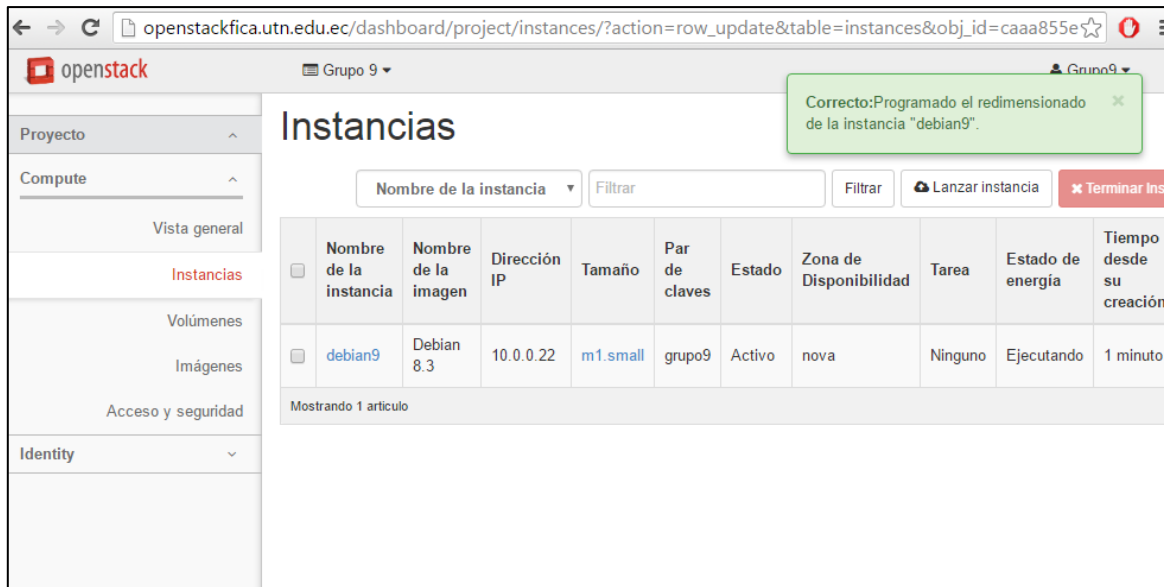 openstackfica.utn.edu.ec/dashboard/project/instances/?action=row_update&table=instances&obj_id=caaa855e
openstack
Grupo 9
Grupo9
Correcto:Programado el redimensionado
de la instancia "debian9".
Proyecto
Compute
Vista general
Instancias
Volúmenes
Imágenes
Acceso y seguridad
Identity
Instancias
Nombre de la instancia
Filtrar
Filtrar
Lanzar instancia
Terminar Ins
Nombre
de la
instancia
Nombre
de la
imagen
Dirección
IP
Tamaño
Par
de
claves
Estado
Zona de
Disponibilidad
Tarea
Estado de
energía
Tiempo
desde
su
creación
debian9
Debian
8.3
10.0.0.22
m1.small
grupo9
Activo
nova
Ninguno
Ejecutando
1 minuto
Mostrando 1 articulo